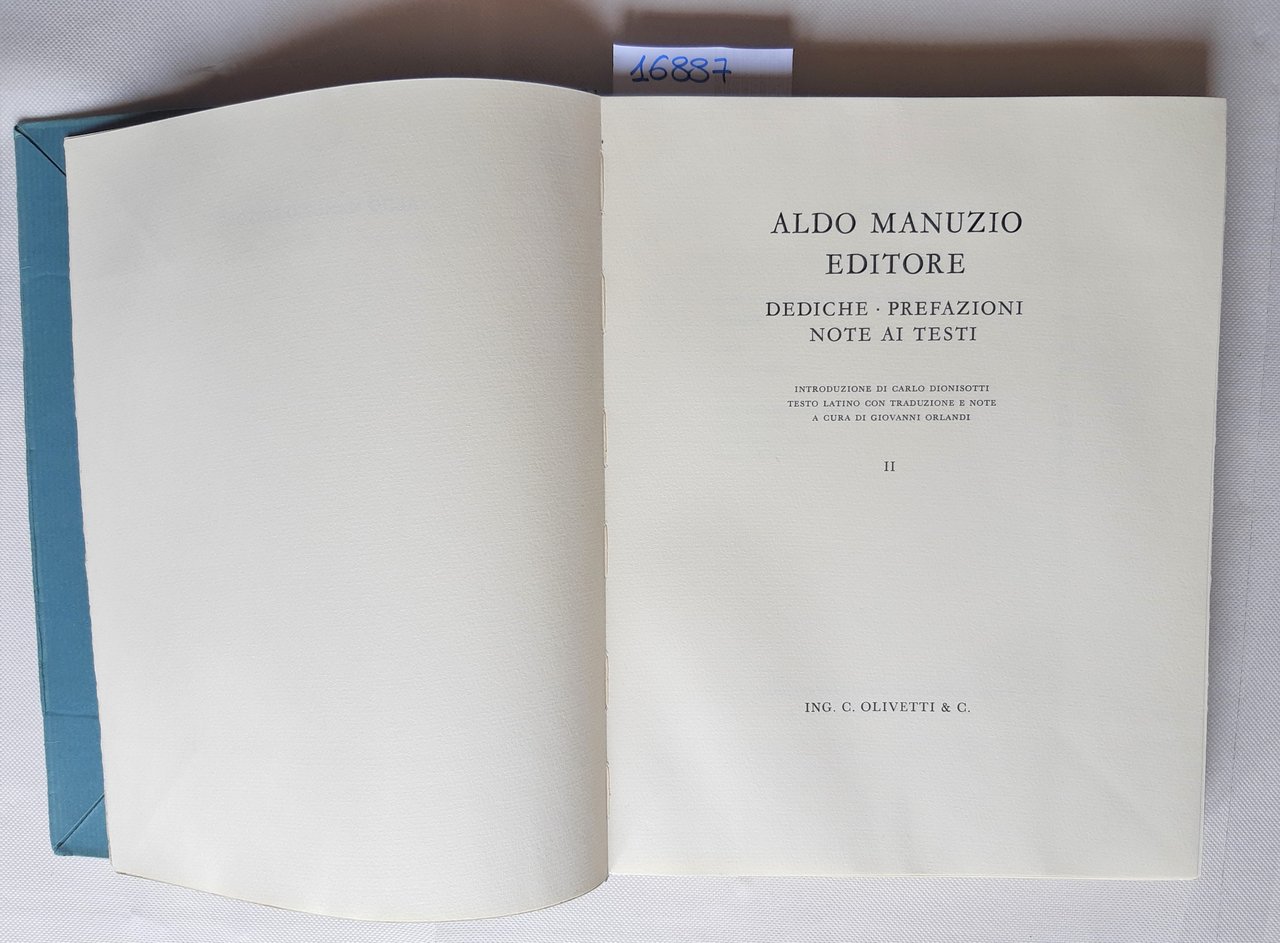 16887
ALDO MANUZIO
EDITORE
DEDICHE · PREFAZIONI
NOTE AI TESTI
INTRODUZIONE DI CARLO DIONISOTTI
TESTO LATINO CON TRADUZIONE E NOTE
A CURA DI GIOVANNI ORLANDI
II
ING. C. OLIVETTI & C.